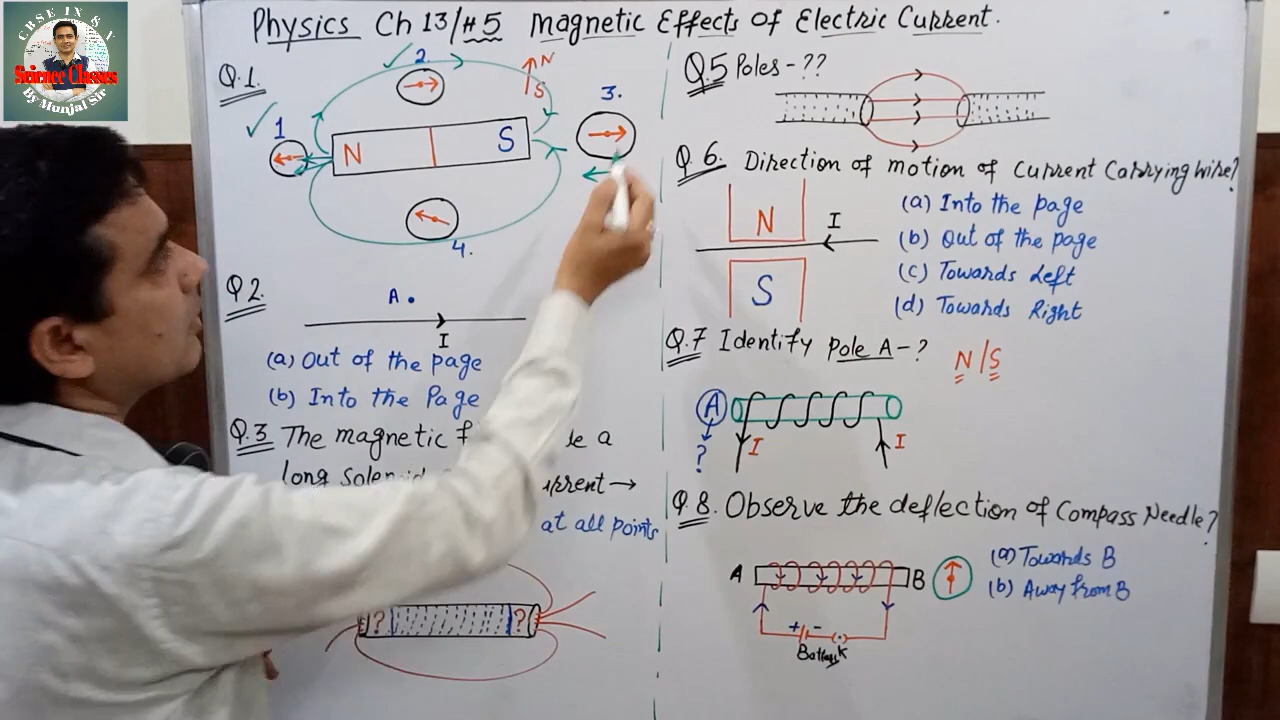 CBSE IX & X
Science Classes
By Munjal Sir
Physics Ch 13/#5 Magnetic Effects of Electric Current.
Q.1.
1
2.
3.
4.
N
S
N S
Q 2.
A .
I
(a) Out of the page
(b) Into the Page
Q.3 The magnetic a
long
at all points
? ?
Q.5 Poles - ??
Q.6. Direction of motion of Current Carrying wire?
N
I
S
(a) Into the page
(b) Out of the page
(c) Towards Left
(d) Towards Right
Q.7 Identify Pole A - ?
N/S
A
?
I
I
Q.8. Observe the deflection of Compass Needle?
A B
(a) Towards B
(b) Away from B
+ -
Battery K